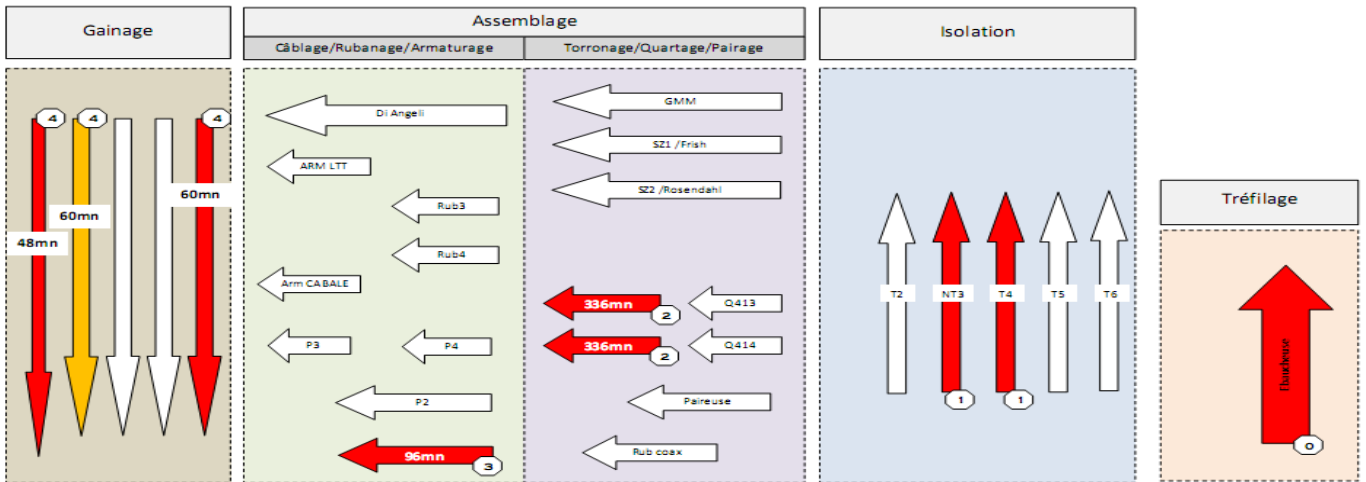 Gainage
Assemblage
Câblage/Rubanage/Armaturage
Torronage/Quartage/Pairage
Isolation
Tréfilage
4
4
4
48mn
60mn
60mn
Di Angeli
ARM LTT
Rub3
Rub4
Arm CABALE
P3
P4
P2
96mn
3
GMM
SZ1 /Frish
SZ2 /Rosendahl
336mn
2
Q413
336mn
2
Q414
Paireuse
Rub coax
T2
NT3
T4
T5
T6
1
1
Ebaucheuse
0